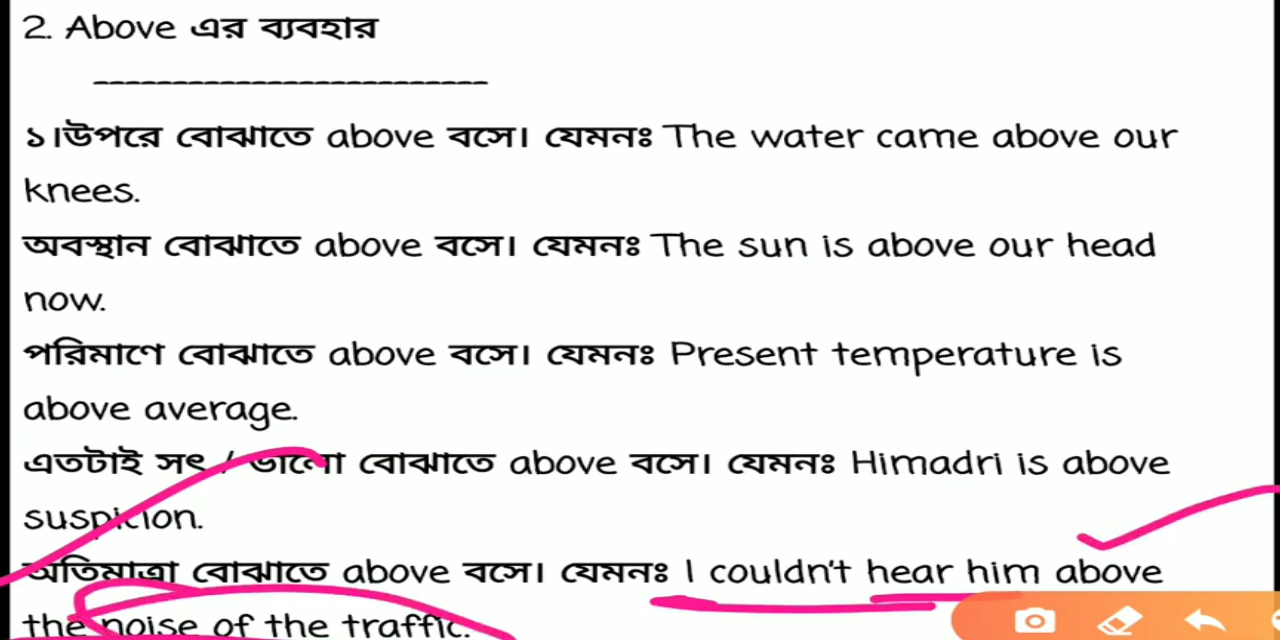 2. Above এর ব্যবহার
-------------------------
১।উপরে বোঝাতে above বসে। যেমনঃ The water came above our
knees.
অবস্থান বোঝাতে above বসে। যেমনঃ The sun is above our head
now.
পরিমাণে বোঝাতে above বসে। যেমনঃ Present temperature is
above average.
এতটাই সৎ / ভালো বোঝাতে above বসে। যেমনঃ Himadri is above
suspicion.
অতিমাত্রা বোঝাতে above বসে। যেমনঃ I couldn't hear him above
the noise of the traffic.